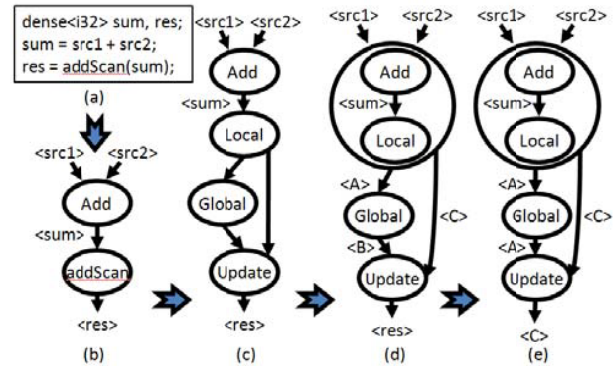 dense<i32> sum, res;
sum = src1 + src2;
res = addScan(sum);
(a)
<src1> <src2>
Add
<sum>
addScan
<res>
(b)
<src1> <src2>
Add
<sum>
Local
Global
Update
<res>
(c)
<src1> <src2>
Add
<sum>
Local
<A>
Global
<C>
<B>
Update
<res>
(d)
<src1> <src2>
Add
<sum>
Local
<A>
Global
<C>
<A>
Update
<C>
(e)